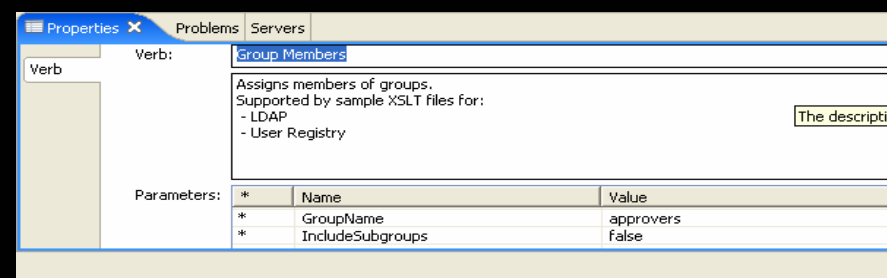 Properties Problems Servers
Verb
Verb: Group Members
Assigns members of groups.
Supported by sample XSLT files for:
- LDAP
- User Registry
The descripti
Parameters: * Name Value
* GroupName approvers
* IncludeSubgroups false